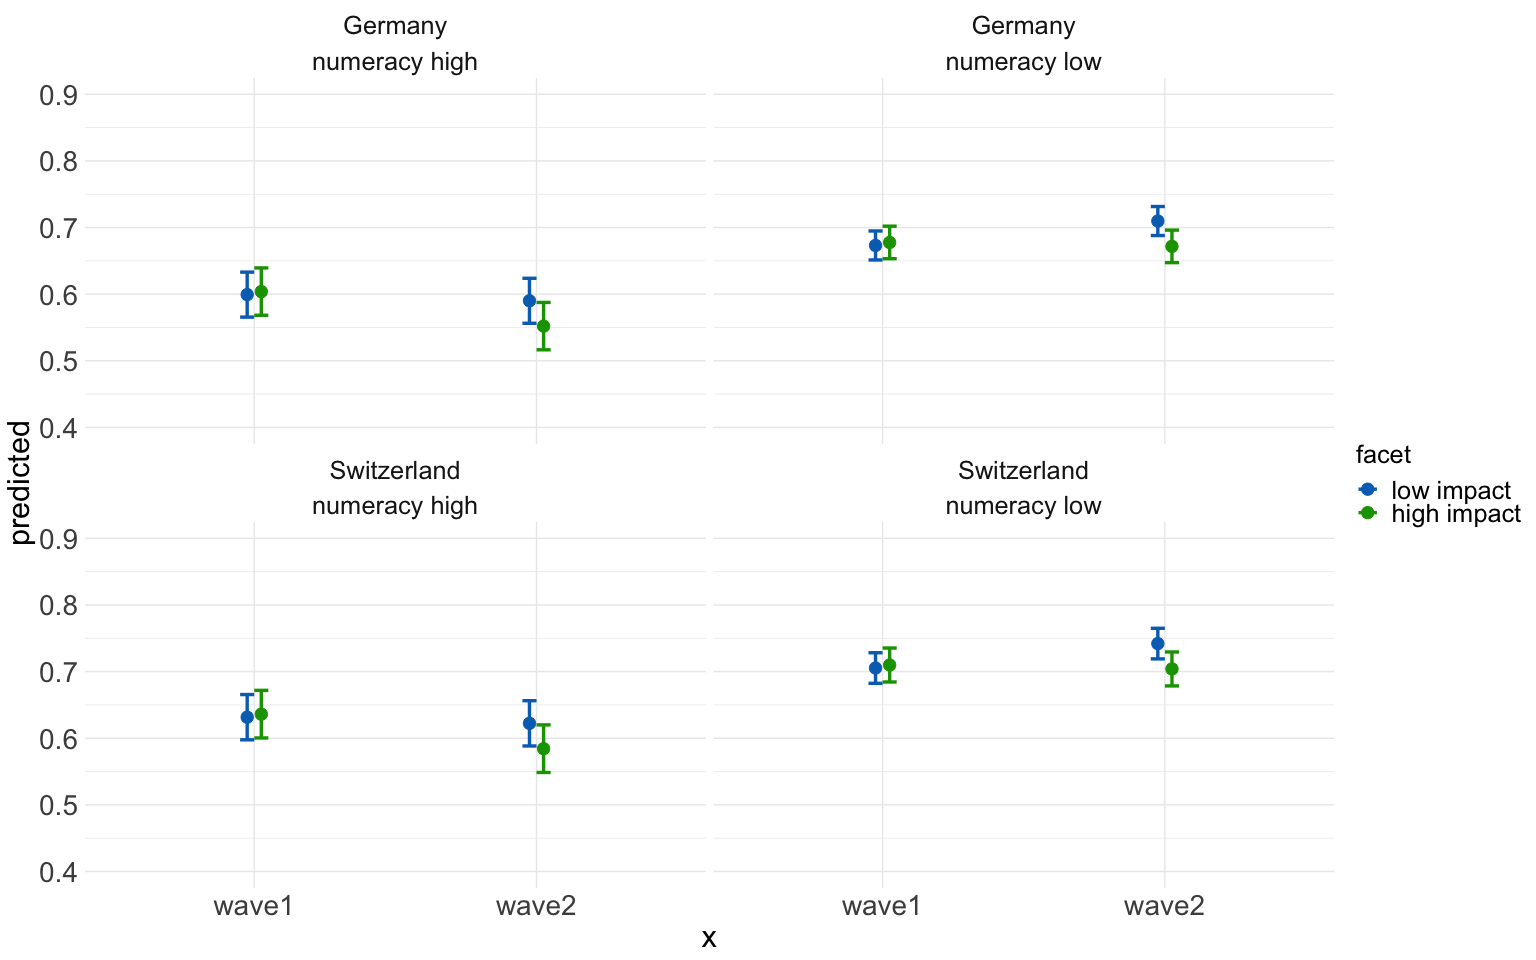 Germany
numeracy high
Germany
numeracy low
0.9
0.8
0.7
0.6
0.5
0.4
Switzerland
numeracy high
Switzerland
numeracy low
0.9
0.8
0.7
0.6
0.5
0.4
predicted
wave1
wave2
wave1
wave2
x
facet
low impact
high impact